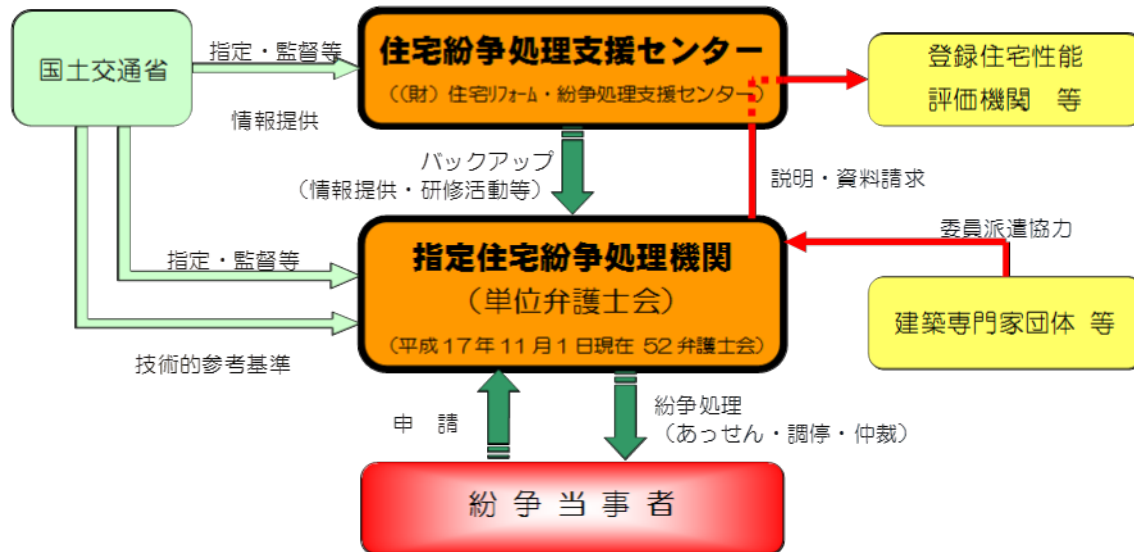 国土交通省
指定・監督等
情報提供
住宅紛争処理支援センター
((財)住宅リフォーム・紛争処理支援センター)
登録住宅性能
評価機関 等
バックアップ
(情報提供・研修活動等)
説明・資料請求
委員派遣協力
指定・監督等
指定住宅紛争処理機関
(単位弁護士会)
(平成17年11月1日現在 52弁護士会)
建築専門家団体 等
技術的参考基準
申 請
紛争処理
(あっせん・調停・仲裁)
紛争当事者